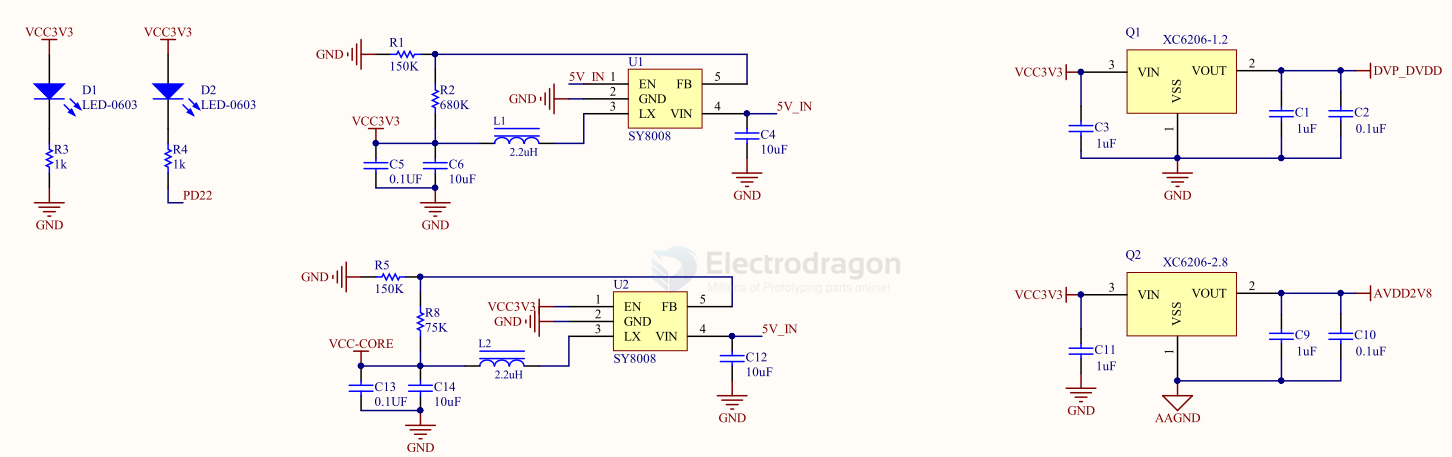 VCC3V3
D1
LED-0603
R3
1k
GND
VCC3V3
D2
LED-0603
R4
1k
PD22
GND
R1
150K
R2
680K
VCC3V3
C5
0.1UF
C6
10uF
GND
L1
2.2uH
U1
5V_IN 1 EN FB 5
GND 2 GND
3 LX VIN 4 5V_IN
SY8008
C4
10uF
GND
Q1
XC6206-1.2
VCC3V3 3 VIN VOUT 2 DVP_DVDD
VSS
1
C3
1uF
C1
1uF
C2
0.1uF
GND
GND
R5
150K
R8
75K
VCC-CORE
C13
0.1UF
C14
10uF
GND
L2
2.2uH
U2
VCC3V3 1 EN FB 5
GND 2 GND
3 LX VIN 4 5V_IN
SY8008
C12
10uF
GND
Electrodragon
Millions of Prototyping parts online!
Q2
XC6206-2.8
VCC3V3 3 VIN VOUT 2 AVDD2V8
VSS
1
C11
1uF
GND
C9
1uF
C10
0.1uF
AAGND